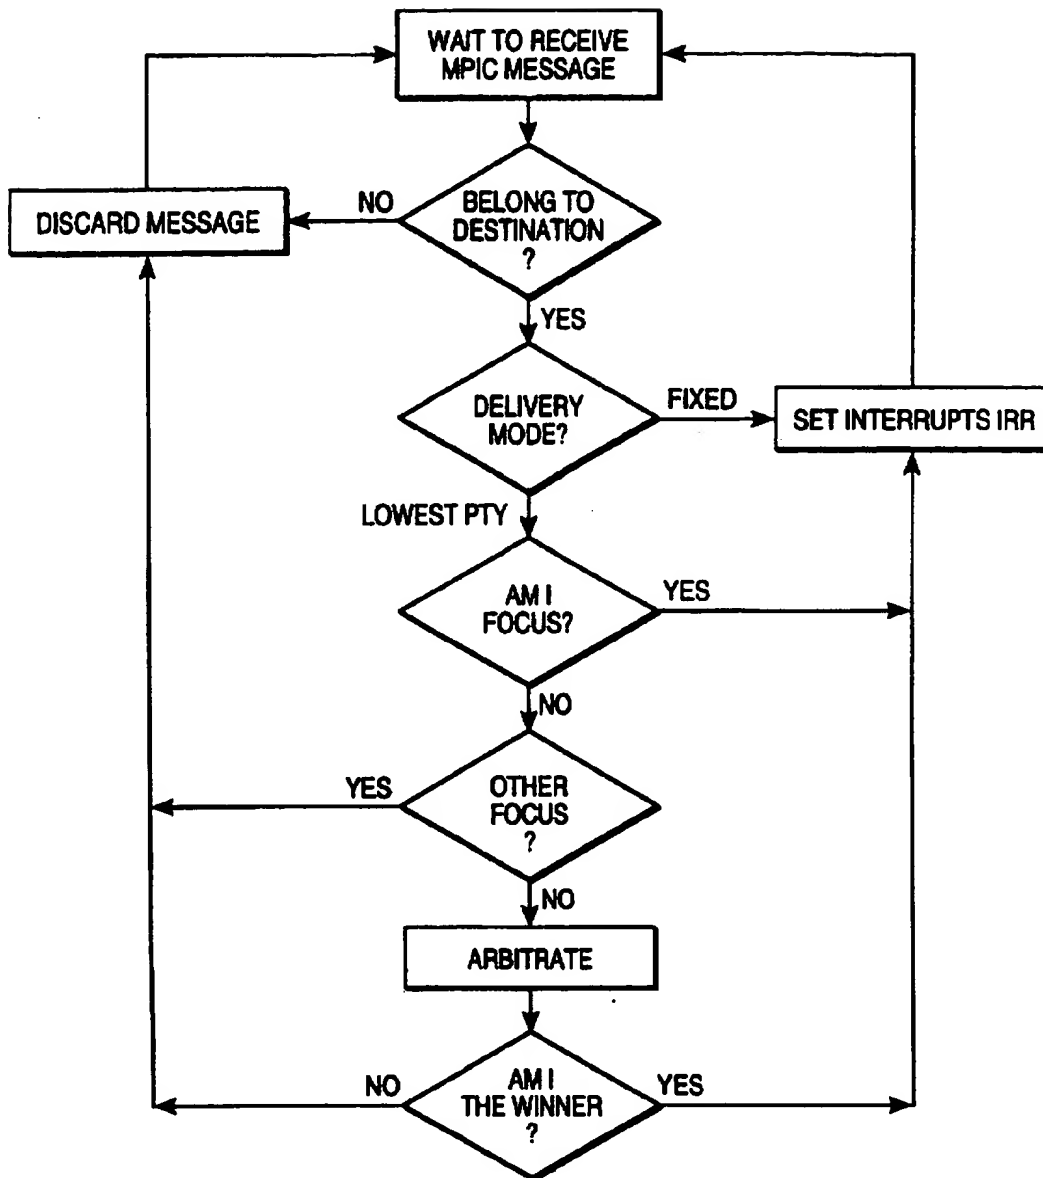 WAIT TO RECEIVE
MPIC MESSAGE
NO
BELONG TO
DESTINATION
?
DISCARD MESSAGE
YES
DELIVERY
MODE?
FIXED
SET INTERRUPTS IRR
LOWEST PTY
AM I
FOCUS?
YES
NO
YES
OTHER
FOCUS
?
NO
ARBITRATE
NO
AM I
THE WINNER
?
YES